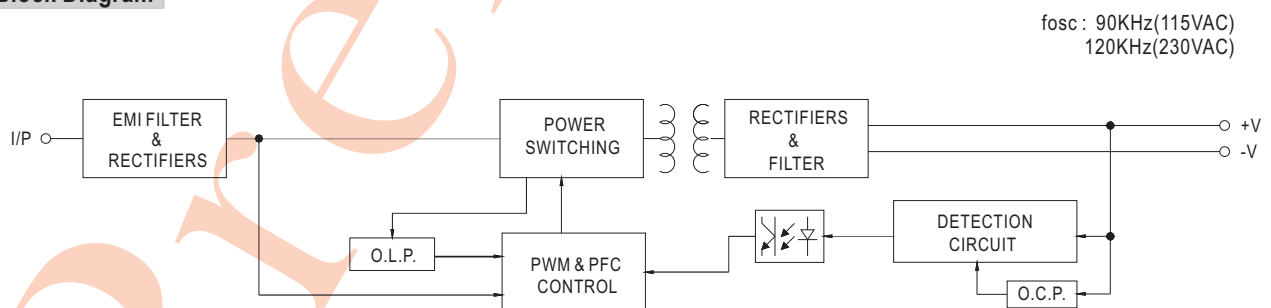 Block Diagram
fosc : 90KHz(115VAC)
120KHz(230VAC)
I/P
EMI FILTER
&
RECTIFIERS
POWER
SWITCHING
RECTIFIERS
&
FILTER
+V
-V
O.L.P.
PWM & PFC
CONTROL
DETECTION
CIRCUIT
O.C.P.